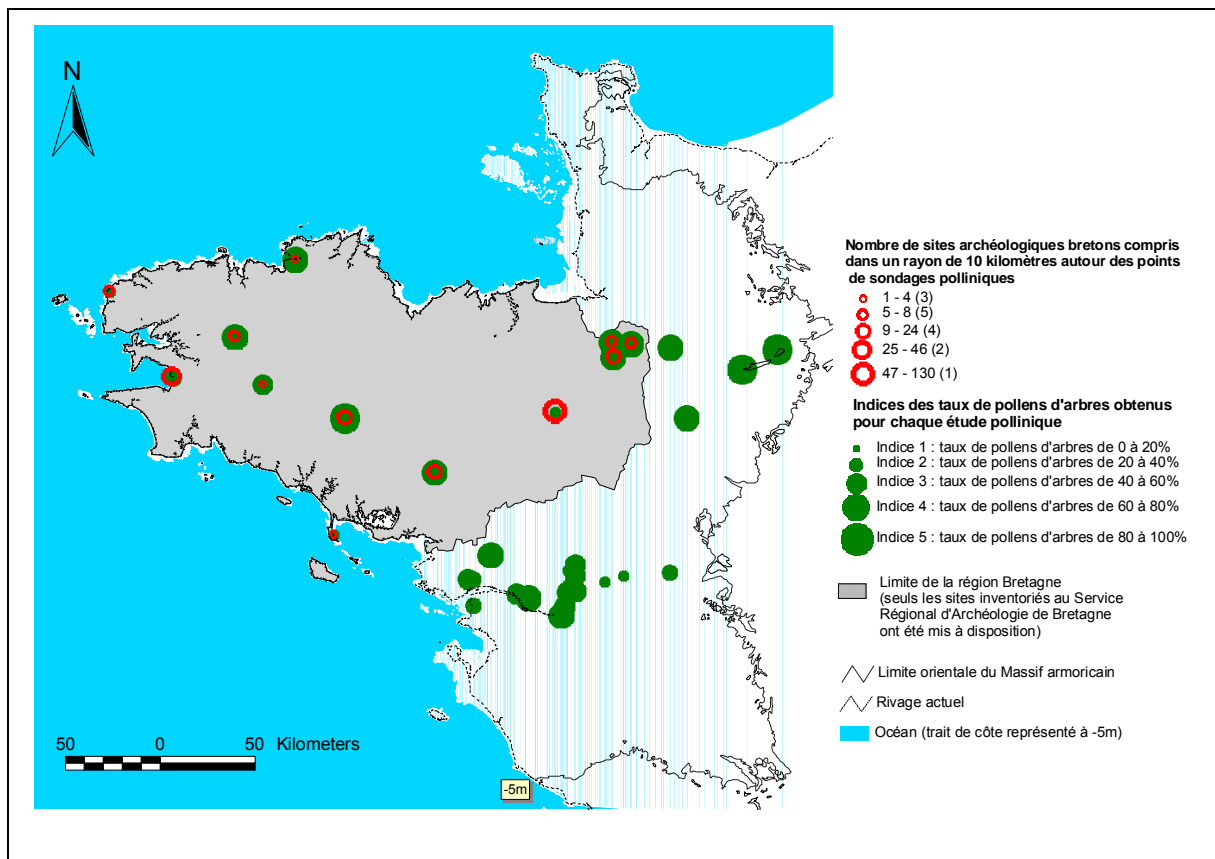 N
Nombre de sites archéologiques bretons compris
dans un rayon de 10 kilomètres autour des points
de sondages polliniques
1 - 4 (3)
5 - 8 (5)
9 - 24 (4)
25 - 46 (2)
47 - 130 (1)
Indices des taux de pollens d'arbres obtenus
pour chaque étude pollinique
Indice 1 : taux de pollens d'arbres de 0 à 20%
Indice 2 : taux de pollens d'arbres de 20 à 40%
Indice 3 : taux de pollens d'arbres de 40 à 60%
Indice 4 : taux de pollens d'arbres de 60 à 80%
Indice 5 : taux de pollens d'arbres de 80 à 100%
Limite de la région Bretagne
(seuls les sites inventoriés au Service
Régional d'Archéologie de Bretagne
ont été mis à disposition)
Limite orientale du Massif armoricain
Rivage actuel
Océan (trait de côte représenté à -5m)
50 0 50 Kilometers
-5m